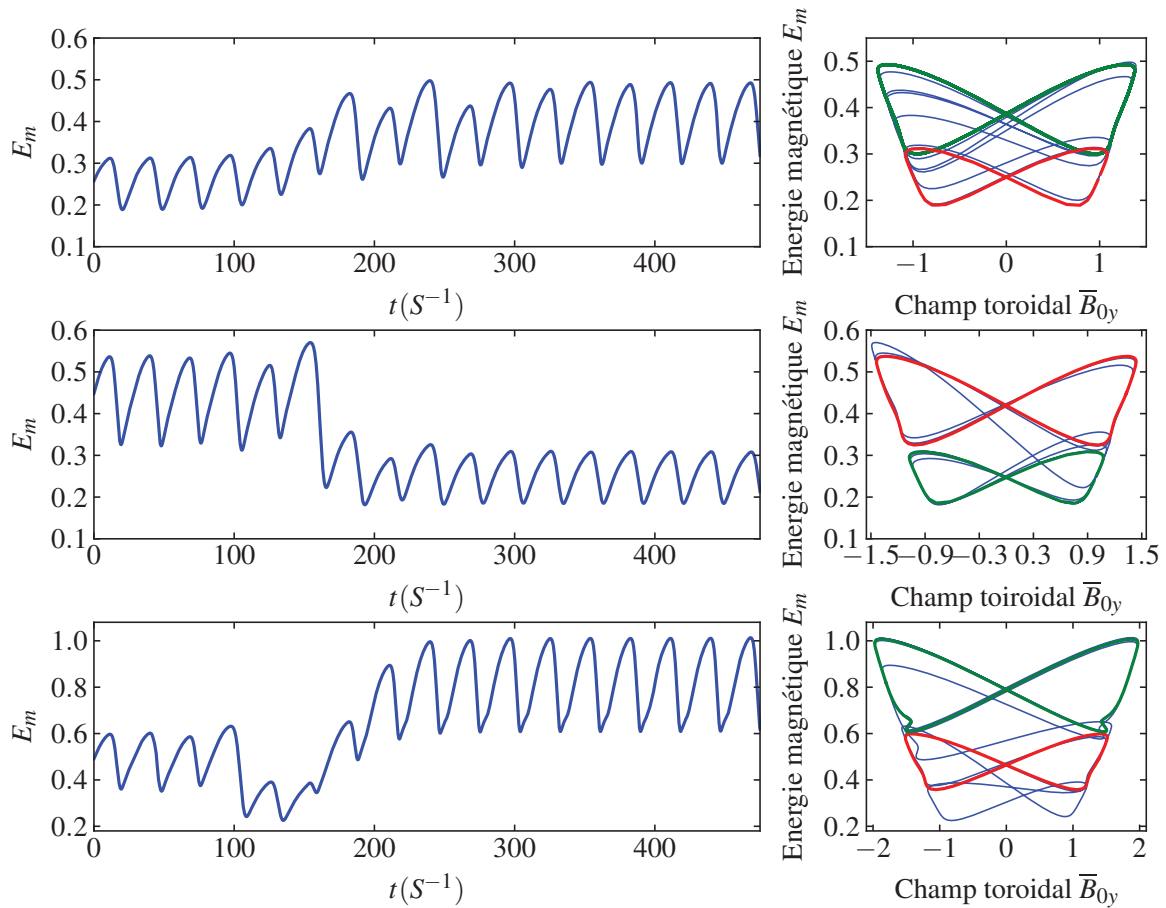 0.6
0.5
0.4
0.3
0.2
0.1
E_m
0 100 200 300 400
t(S^{-1})
Energie magnétique E_m
0.5
0.4
0.3
0.2
0.1
−1 0 1
Champ toroidal \overline{B}_{0y}
0.6
0.5
0.4
0.3
0.2
0.1
E_m
0 100 200 300 400
t(S^{-1})
Energie magnétique E_m
0.6
0.5
0.4
0.3
0.2
0.1
−1.5 −0.9 −0.3 0.3 0.9 1.5
Champ toiroidal \overline{B}_{0y}
1.0
0.8
0.6
0.4
0.2
E_m
0 100 200 300 400
t(S^{-1})
Energie magnétique E_m
1.0
0.8
0.6
0.4
0.2
−2 −1 0 1 2
Champ toroidal \overline{B}_{0y}